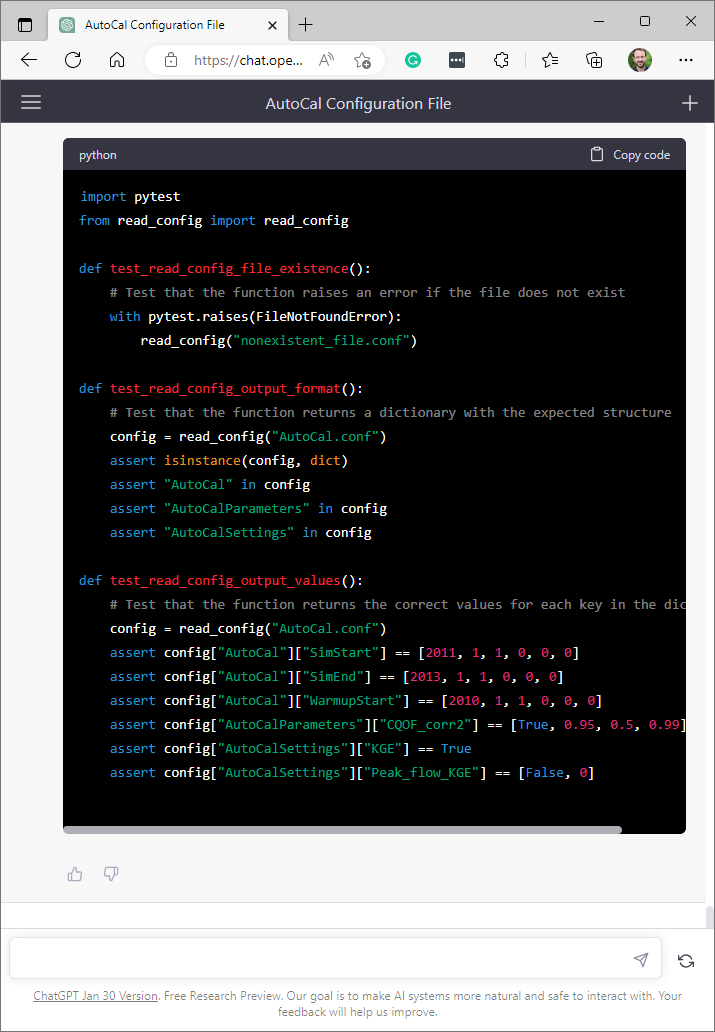 AutoCal Configuration File
https://chat.ope...
AutoCal Configuration File
python
Copy code
import pytest
from read_config import read_config
def test_read_config_file_existence():
# Test that the function raises an error if the file does not exist
with pytest.raises(FileNotFoundError):
read_config("nonexistent_file.conf")
def test_read_config_output_format():
# Test that the function returns a dictionary with the expected structure
config = read_config("AutoCal.conf")
assert isinstance(config, dict)
assert "AutoCal" in config
assert "AutoCalParameters" in config
assert "AutoCalSettings" in config
def test_read_config_output_values():
# Test that the function returns the correct values for each key in the dic
config = read_config("AutoCal.conf")
assert config["AutoCal"]["SimStart"] == [2011, 1, 1, 0, 0, 0]
assert config["AutoCal"]["SimEnd"] == [2013, 1, 1, 0, 0, 0]
assert config["AutoCal"]["WarmupStart"] == [2010, 1, 1, 0, 0, 0]
assert config["AutoCalParameters"]["CQOF_corr2"] == [True, 0.95, 0.5, 0.99]
assert config["AutoCalSettings"]["KGE"] == True
assert config["AutoCalSettings"]["Peak_flow_KGE"] == [False, 0]
ChatGPT Jan 30 Version. Free Research Preview. Our goal is to make AI systems more natural and safe to interact with. Your
feedback will help us improve.